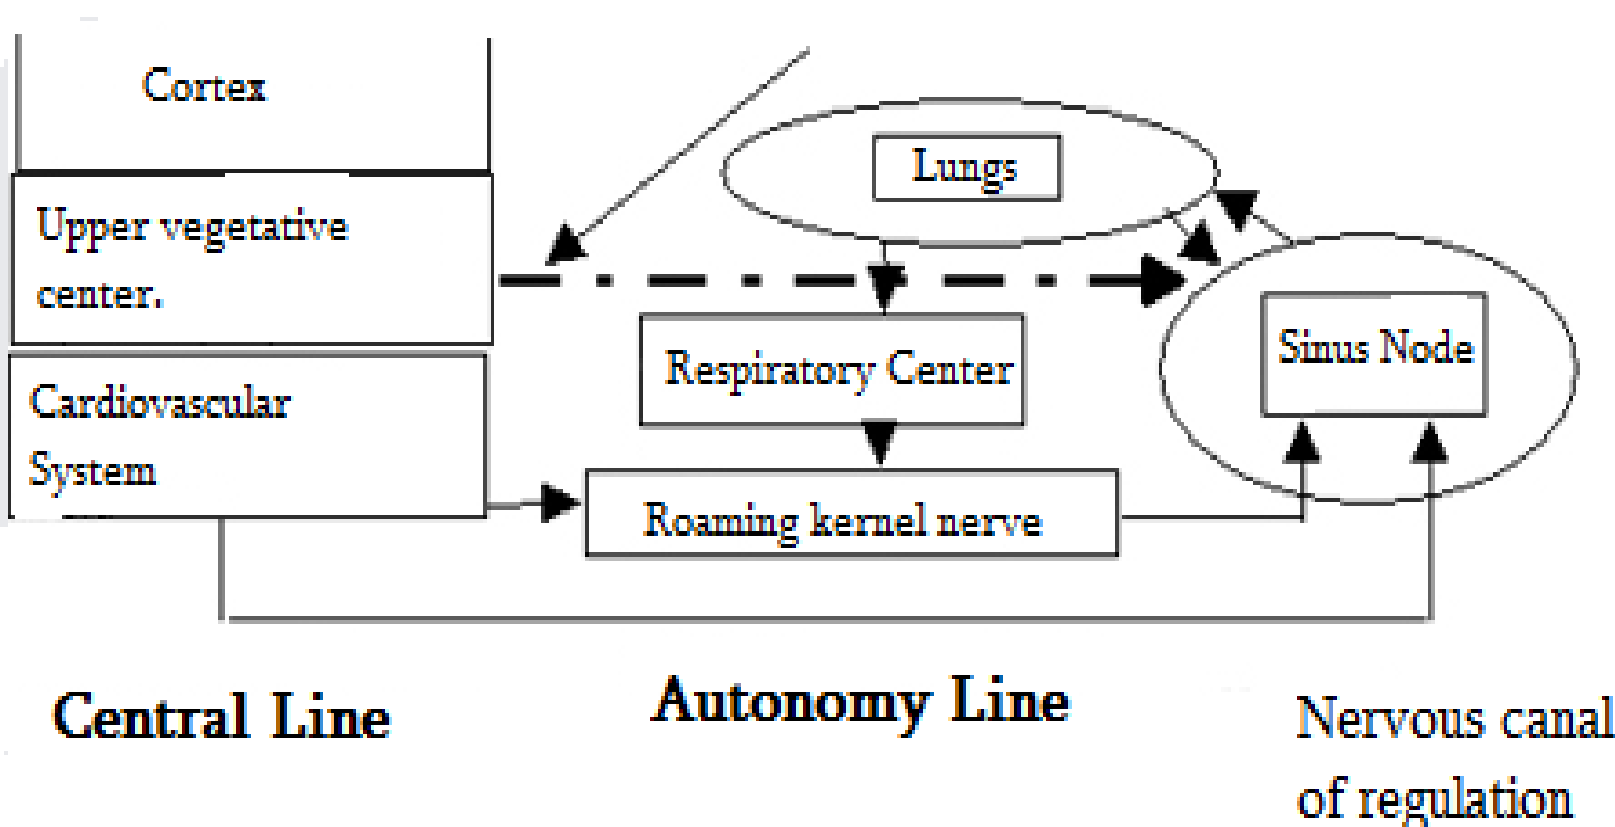 Cortex
Upper vegetative
center.
Cardiovascular
System
Lungs
Respiratory Center
Roaming kernel nerve
Sinus Node
Central Line
Autonomy Line
Nervous canal
of regulation